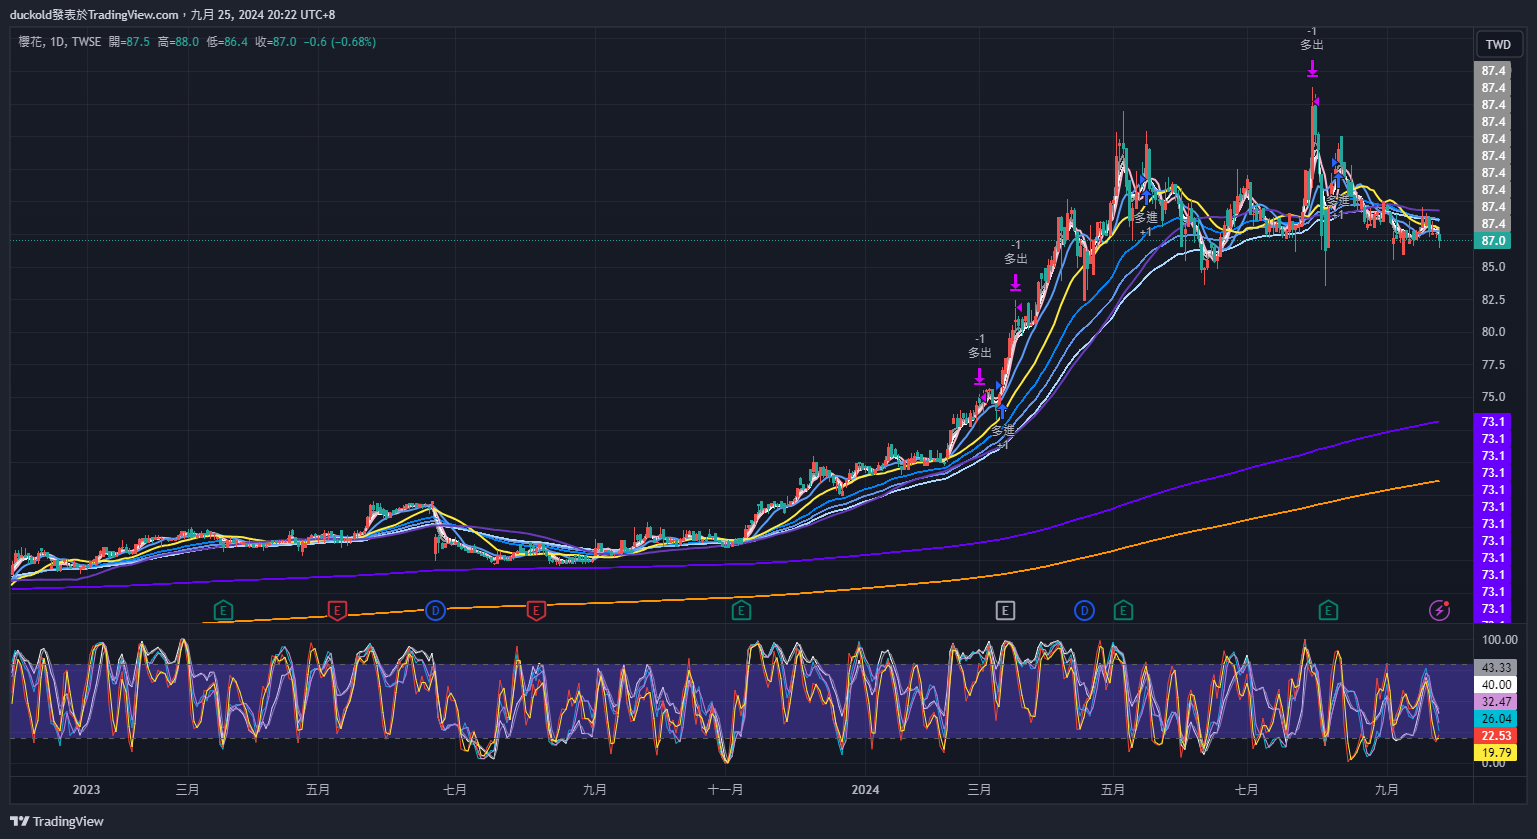 duckold發表於TradingView.com，九月 25, 2024 20:22 UTC+8
櫻花, 1D, TWSE 開=87.5 高=88.0 低=86.4 收=87.0 −0.6 (−0.68%)
TWD
-1
多出
87.4
87.4
87.4
87.4
87.4
87.4
87.4
87.4
87.4
87.4
87.0
多進
+1
多進
+1
-1
多出
85.0
82.5
80.0
-1
多出
77.5
75.0
多進
+1
73.1
73.1
73.1
73.1
73.1
73.1
73.1
73.1
73.1
73.1
73.1
73.1
E
E
D
E
E
E
D
E
E
100.00
43.33
40.00
32.47
26.04
22.53
19.79
0.00
2023 三月 五月 七月 九月 十一月 2024 三月 五月 七月 九月
TradingView